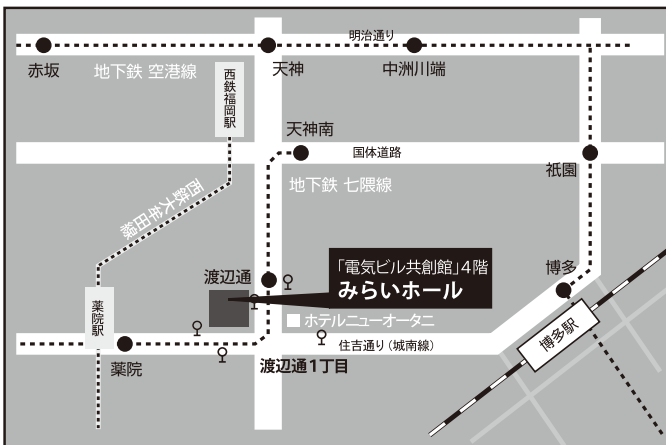 明治通り
赤坂
地下鉄 空港線
天神
中洲川端
西鉄福岡駅
天神南
国体道路
祇園
地下鉄 七隈線
西鉄大牟田線
渡辺通
「電気ビル共創館」4階
みらいホール
博多
薬院駅
ホテルニューオータニ
博多駅
住吉通り（城南線）
薬院
渡辺通1丁目